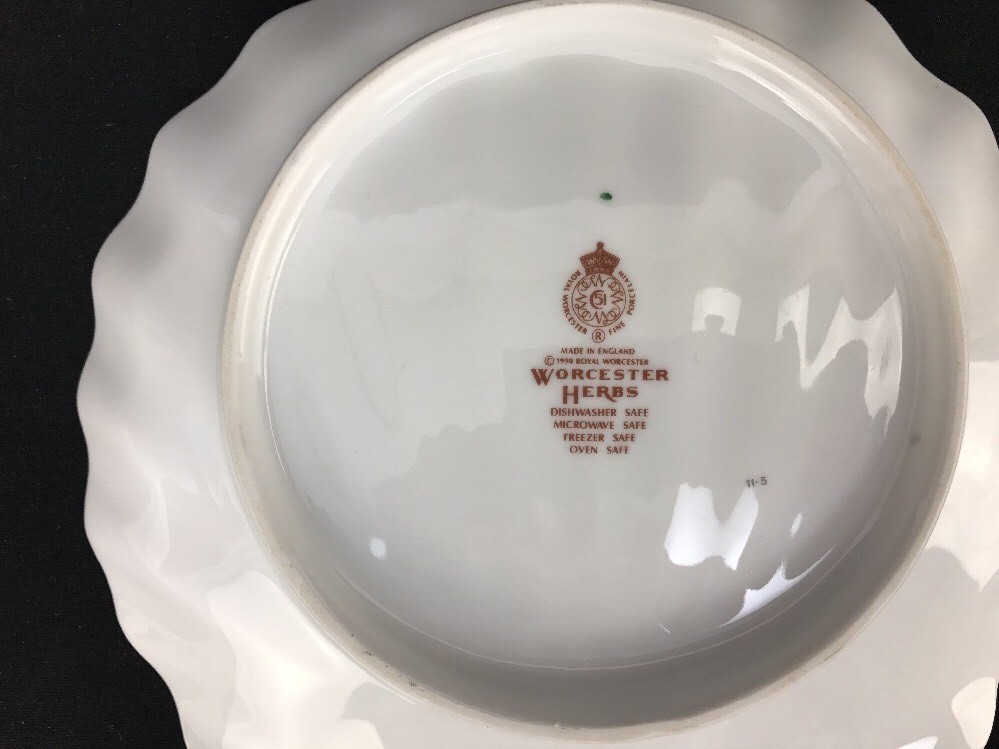 ROYAL WORCESTER
FINE PORCELAIN
51
®
MADE IN ENGLAND
© 1990 ROYAL WORCESTER
WORCESTER
HERBS
DISHWASHER SAFE
MICROWAVE SAFE
FREEZER SAFE
OVEN SAFE
11-5